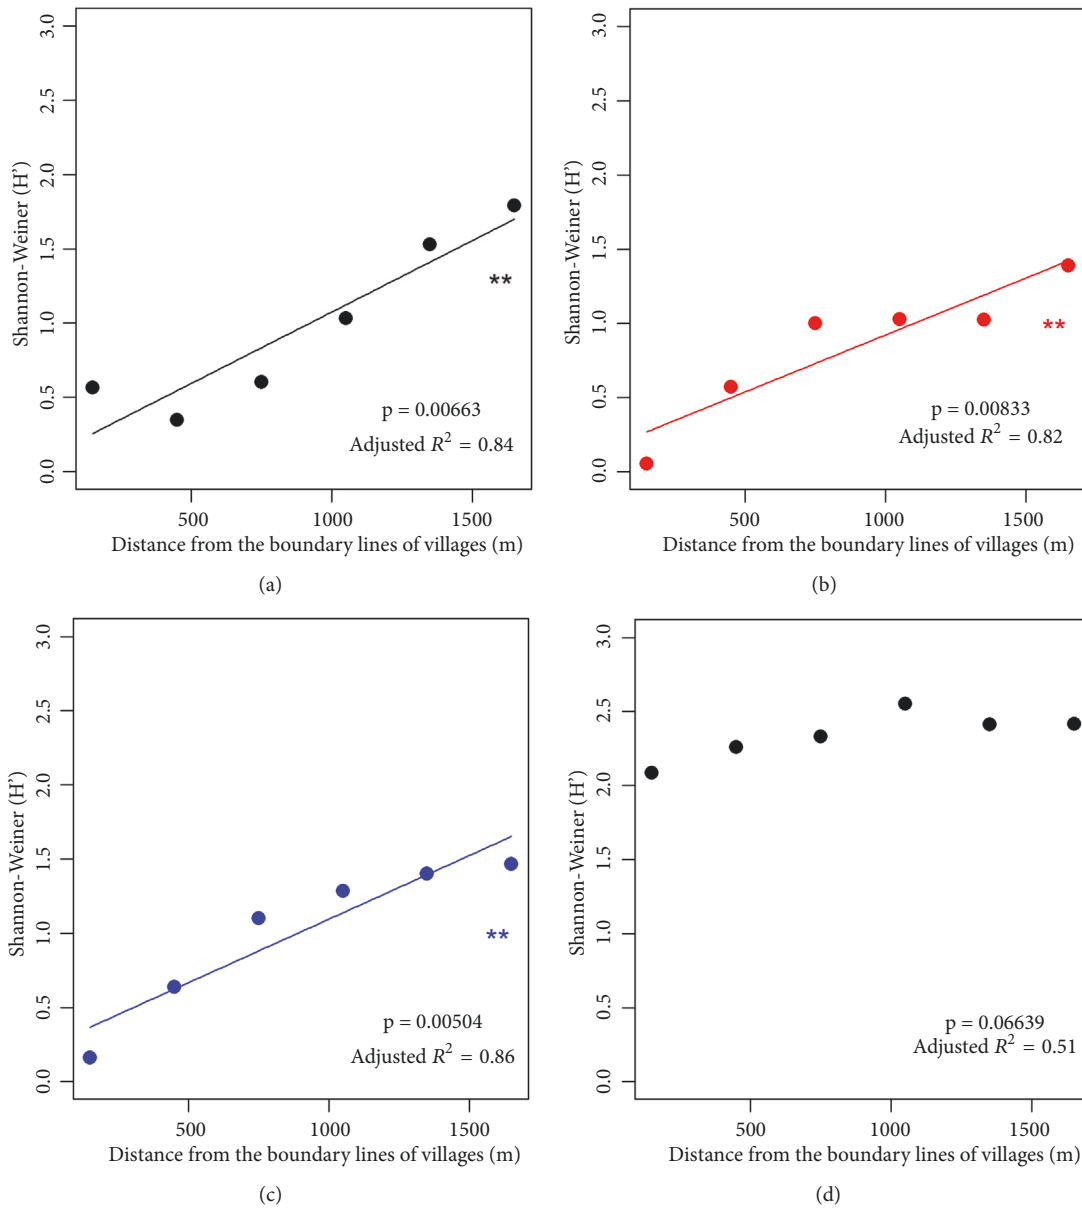 3.0
2.5
2.0
1.5
1.0
0.5
0.0
Shannon-Weiner (H')
**
p = 0.00663
Adjusted R² = 0.84
500 1000 1500
Distance from the boundary lines of villages (m)
(a)
3.0
2.5
2.0
1.5
1.0
0.5
0.0
Shannon-Weiner (H')
**
p = 0.00833
Adjusted R² = 0.82
500 1000 1500
Distance from the boundary lines of villages (m)
(b)
3.0
2.5
2.0
1.5
1.0
0.5
0.0
Shannon-Weiner (H')
**
p = 0.00504
Adjusted R² = 0.86
500 1000 1500
Distance from the boundary lines of villages (m)
(c)
3.0
2.5
2.0
1.5
1.0
0.5
0.0
Shannon-Weiner (H')
p = 0.06639
Adjusted R² = 0.51
500 1000 1500
Distance from the boundary lines of villages (m)
(d)